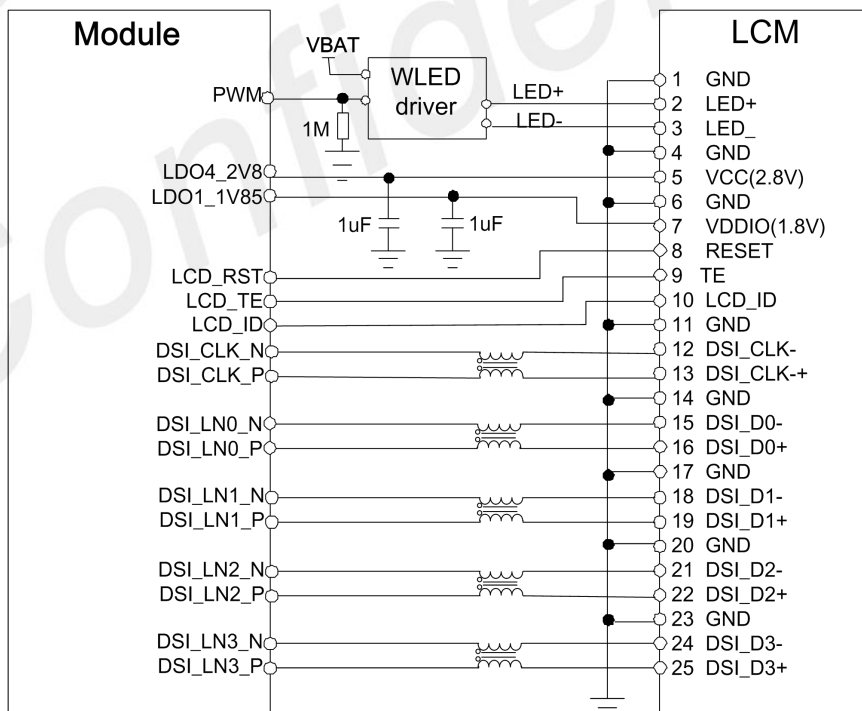 Module
LCM
VBAT
WLED
driver
PWM
1M
LED+
LED-
LDO4_2V8
LDO1_1V85
1uF
1uF
LCD_RST
LCD_TE
LCD_ID
DSI_CLK_N
DSI_CLK_P
DSI_LN0_N
DSI_LN0_P
DSI_LN1_N
DSI_LN1_P
DSI_LN2_N
DSI_LN2_P
DSI_LN3_N
DSI_LN3_P
1 GND
2 LED+
3 LED_
4 GND
5 VCC(2.8V)
6 GND
7 VDDIO(1.8V)
8 RESET
9 TE
10 LCD_ID
11 GND
12 DSI_CLK-
13 DSI_CLK-+
14 GND
15 DSI_D0-
16 DSI_D0+
17 GND
18 DSI_D1-
19 DSI_D1+
20 GND
21 DSI_D2-
22 DSI_D2+
23 GND
24 DSI_D3-
25 DSI_D3+